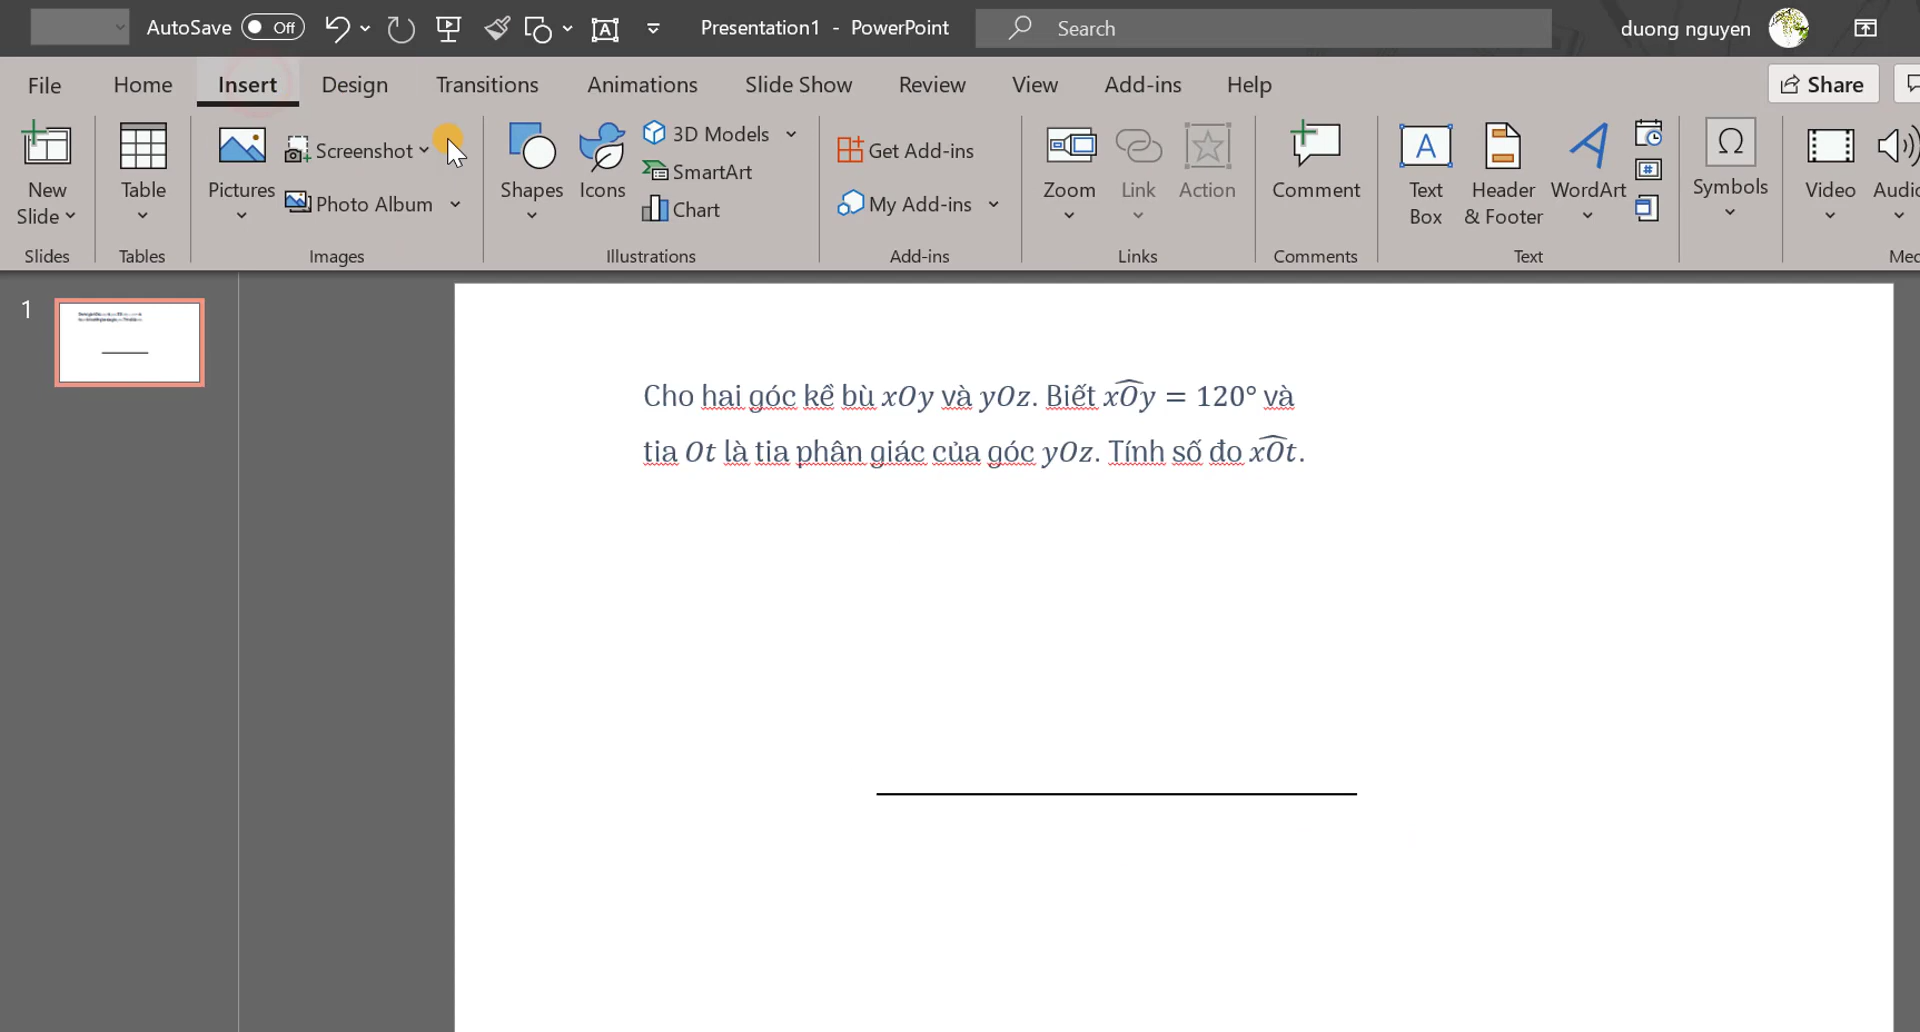 AutoSave Off Presentation1 - PowerPoint Search duong nguyen
File Home Insert Design Transitions Animations Slide Show Review View Add-ins Help Share
New Slide
Table
Pictures
Screenshot
Photo Album
Shapes
Icons
3D Models
SmartArt
Chart
Get Add-ins
My Add-ins
Zoom
Link
Action
Comment
Text Box
Header & Footer
WordArt
Symbols
Video
Slides Tables Images Illustrations Add-ins Links Comments Text
1
Cho hai góc kề bù xOy và yOz. Biết \widehat{xOy} = 120° và
tia Ot là tia phân giác của góc yOz. Tính số đo \widehat{xOt}.